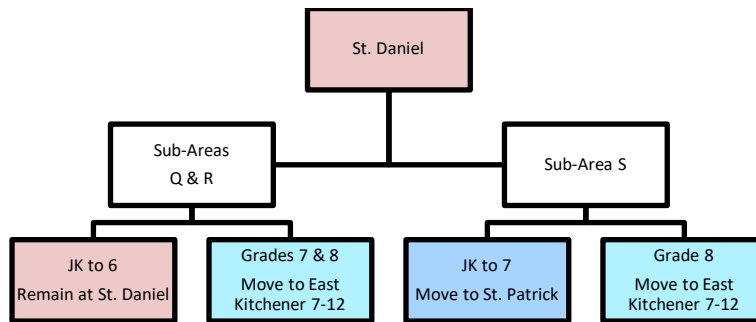 St. Daniel
Sub-Areas
Q & R
Sub-Area S
JK to 6
Remain at St. Daniel
Grades 7 & 8
Move to East
Kitchener 7-12
JK to 7
Move to St. Patrick
Grade 8
Move to East
Kitchener 7-12